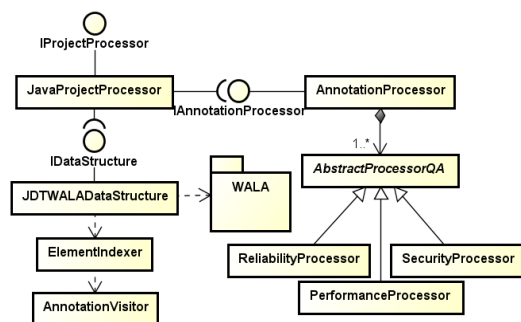 IProjectProcessor
JavaProjectProcessor
IAnnotationProcessor
AnnotationProcessor
1..*
IDataStructure
AbstractProcessorQA
JDTWALADataStructure
WALA
ElementIndexer
ReliabilityProcessor
SecurityProcessor
PerformanceProcessor
AnnotationVisitor